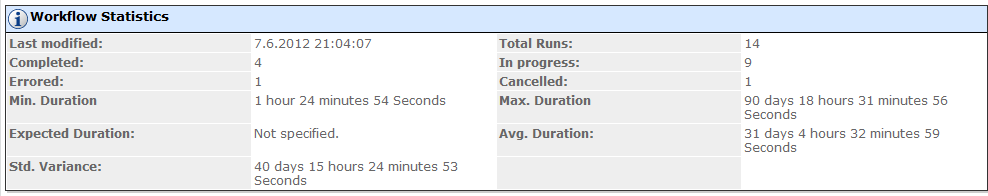 Workflow Statistics
Last modified: 7.6.2012 21:04:07 Total Runs: 14
Completed: 4 In progress: 9
Errored: 1 Cancelled: 1
Min. Duration 1 hour 24 minutes 54 Seconds Max. Duration 90 days 18 hours 31 minutes 56
Seconds
Expected Duration: Not specified. Avg. Duration: 31 days 4 hours 32 minutes 59
Seconds
Std. Variance: 40 days 15 hours 24 minutes 53
Seconds